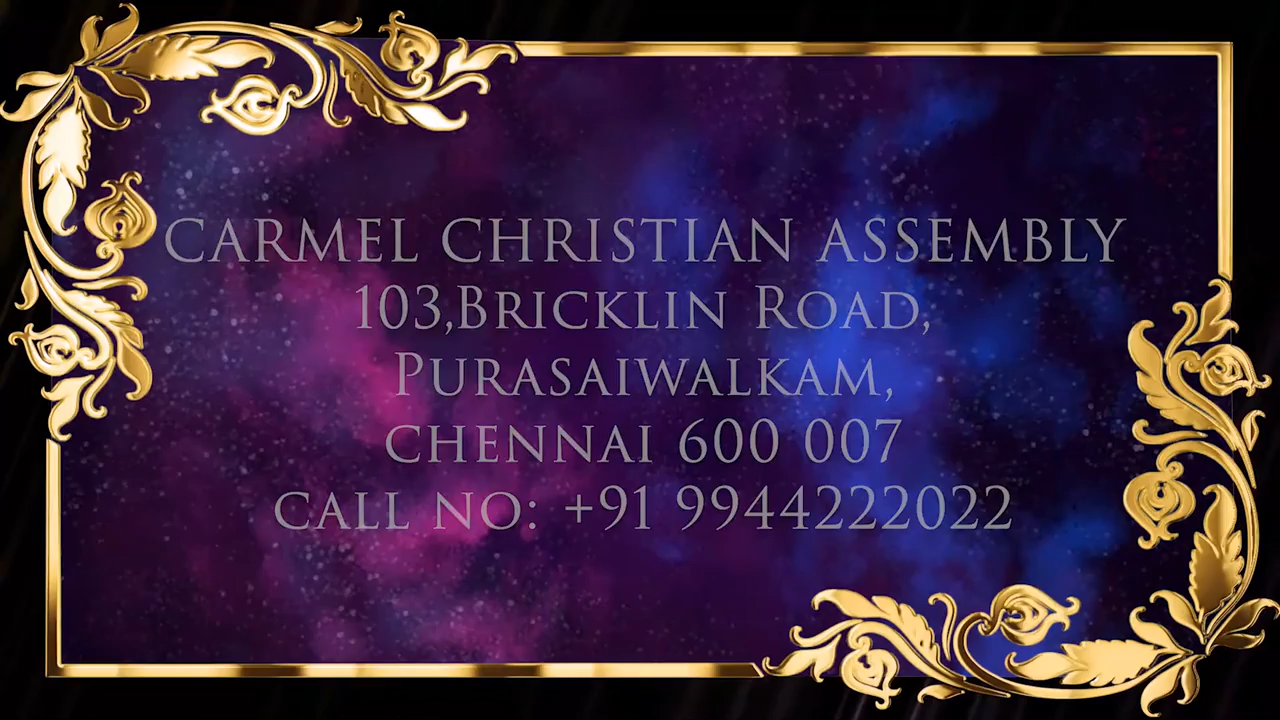 CARMEL CHRISTIAN ASSEMBLY
103,Bricklin Road,
Purasaiwalkam,
chennai 600 007
call no: +91 9944222022